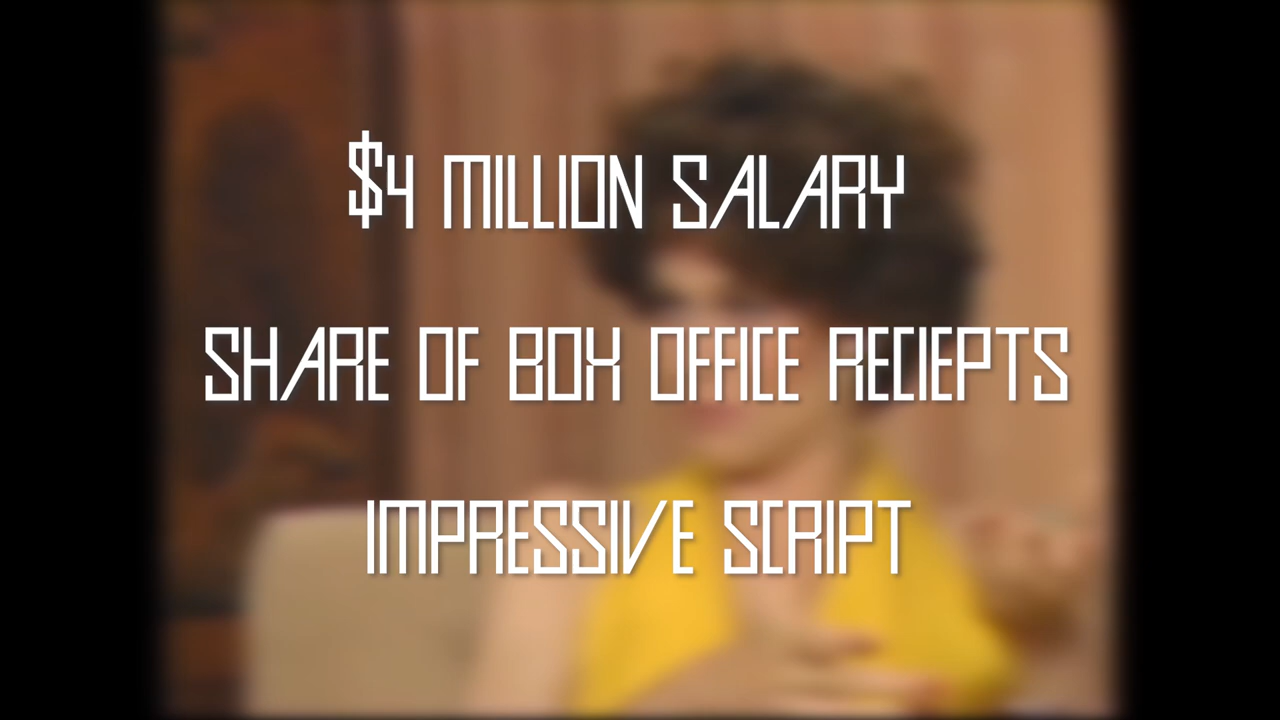 $4 MILLION SALARY
SHARE OF BOX OFFICE RECIEPTS
IMPRESSIVE SCRIPT